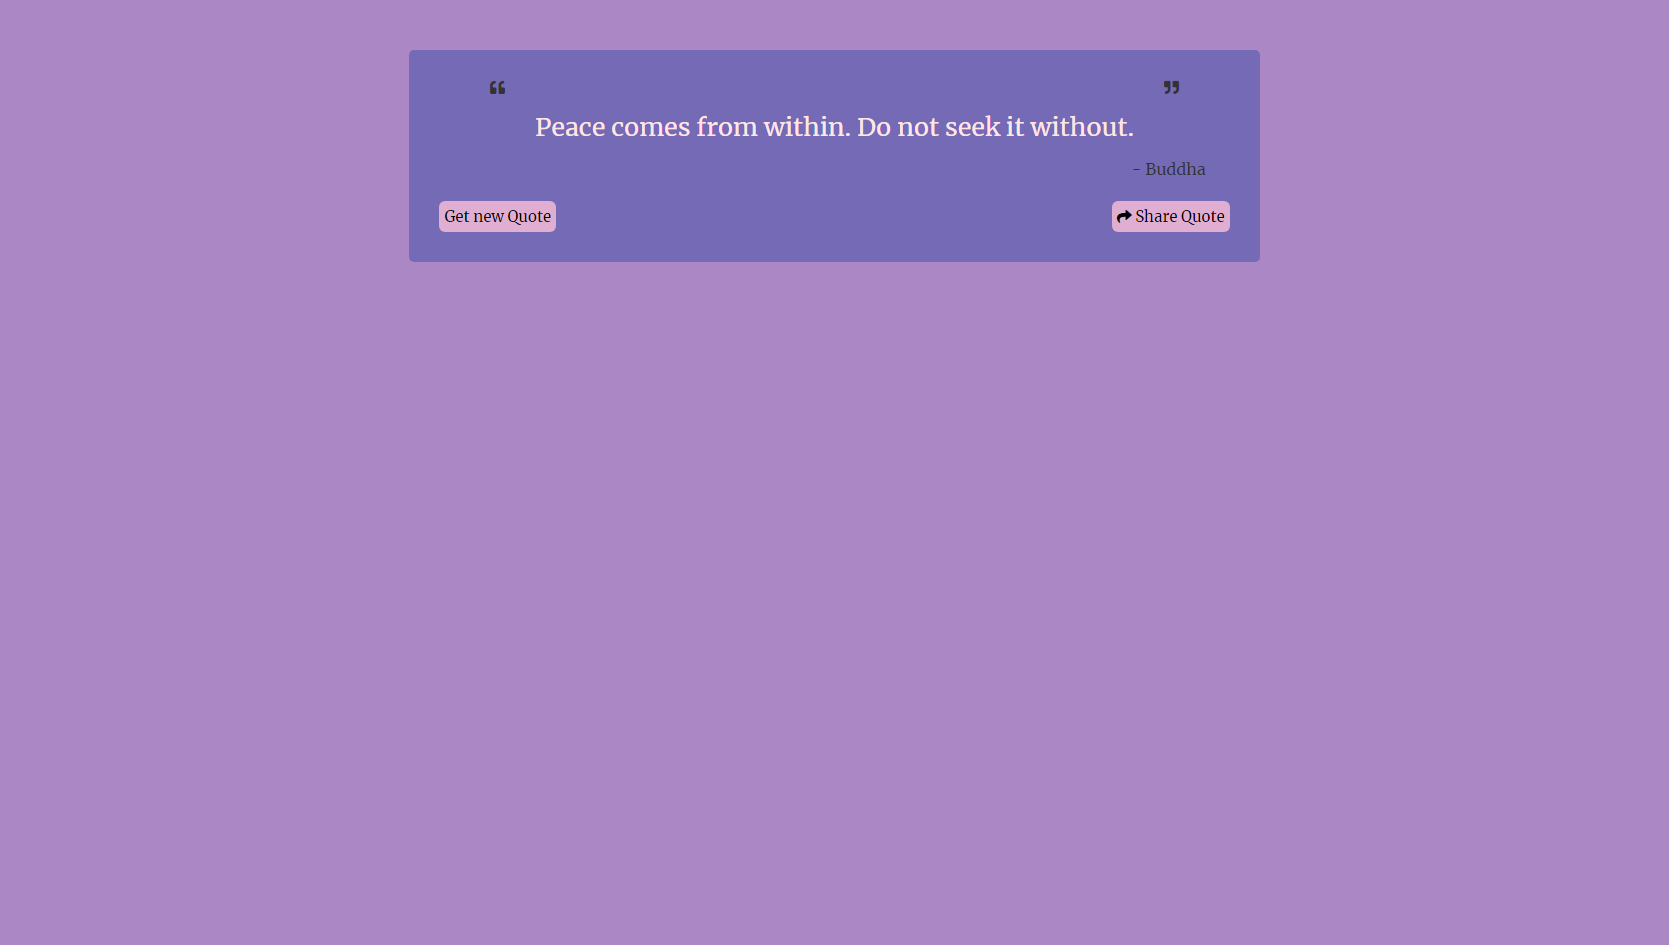 “ ”
Peace comes from within. Do not seek it without.
- Buddha
Get new Quote
Share Quote